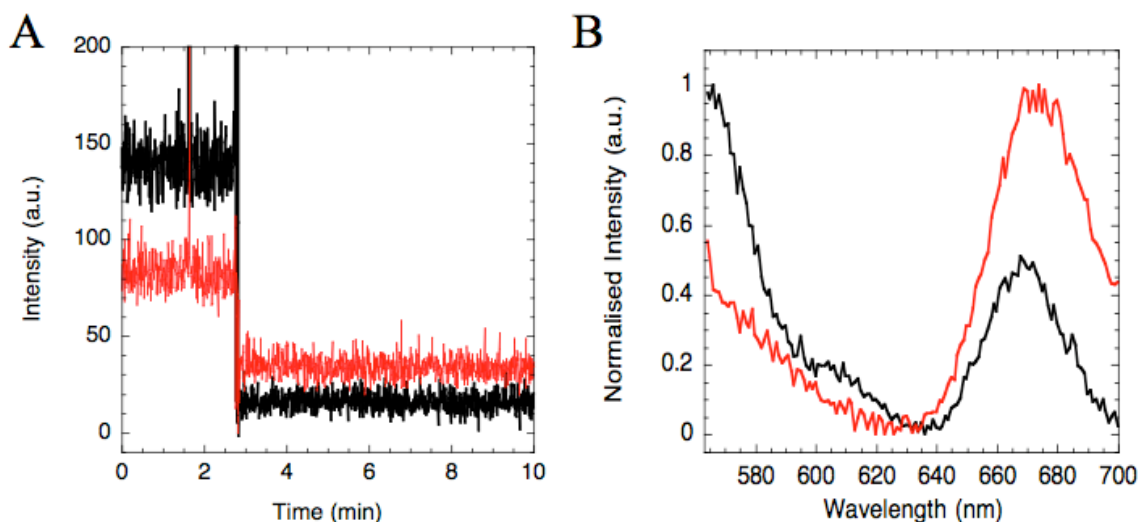 A
200
150
100
50
0
0 2 4 6 8 10
Intensity (a.u.)
Time (min)
B
1
0.8
0.6
0.4
0.2
0
580 600 620 640 660 680 700
Normalised Intensity (a.u.)
Wavelength (nm)